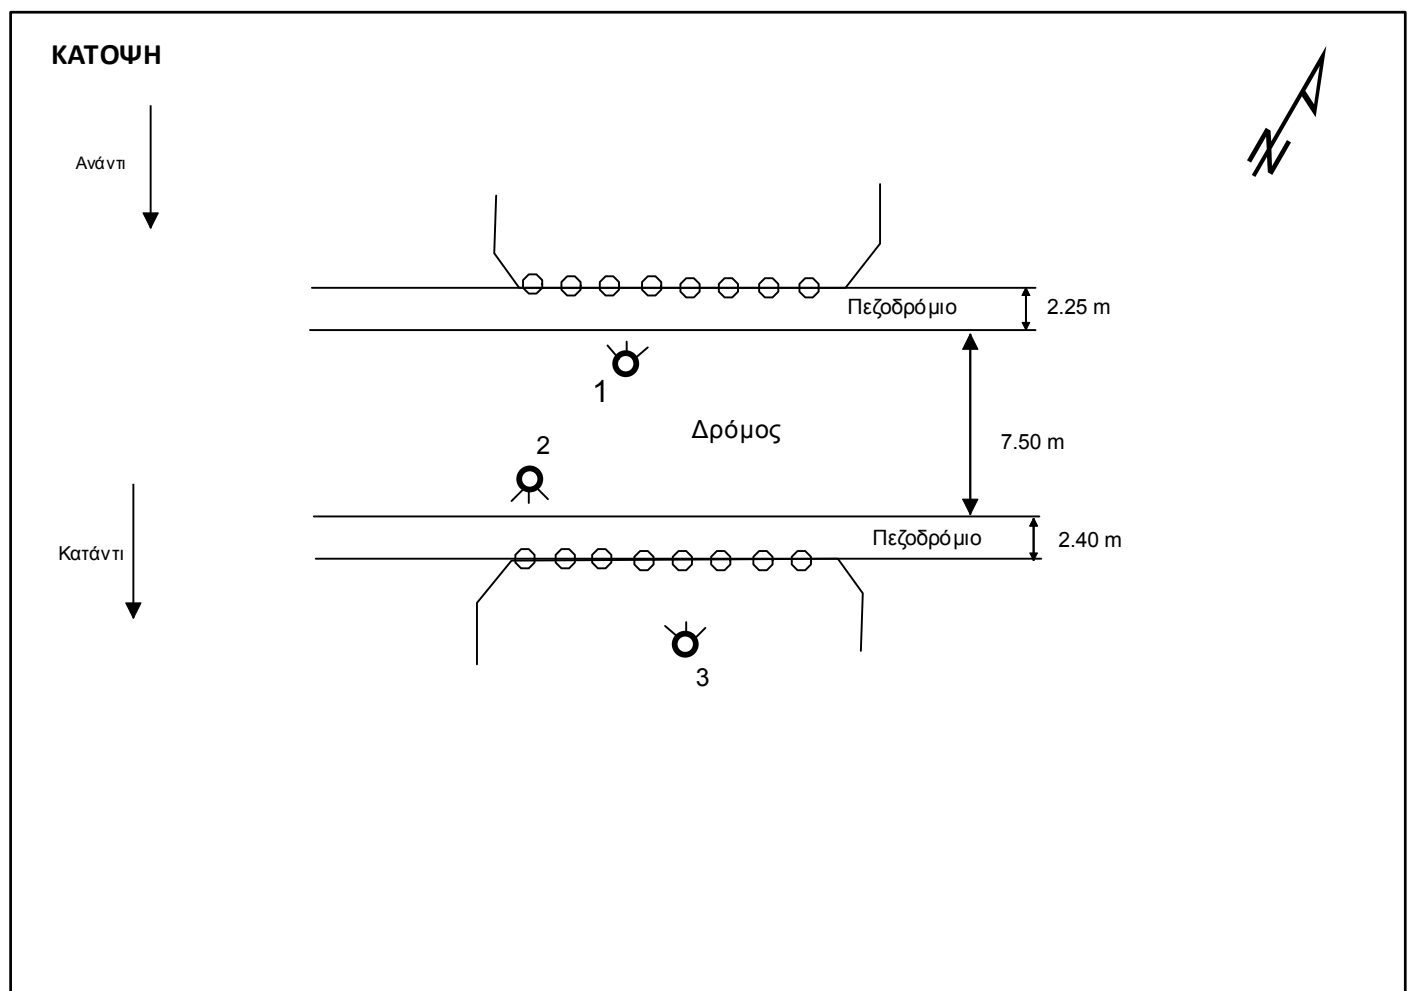 ΚΑΤΟΨΗ
N
Ανάντι
Πεζοδρόμιο
2.25 m
1
Δρόμος
7.50 m
2
Πεζοδρόμιο
2.40 m
Κατάντι
3